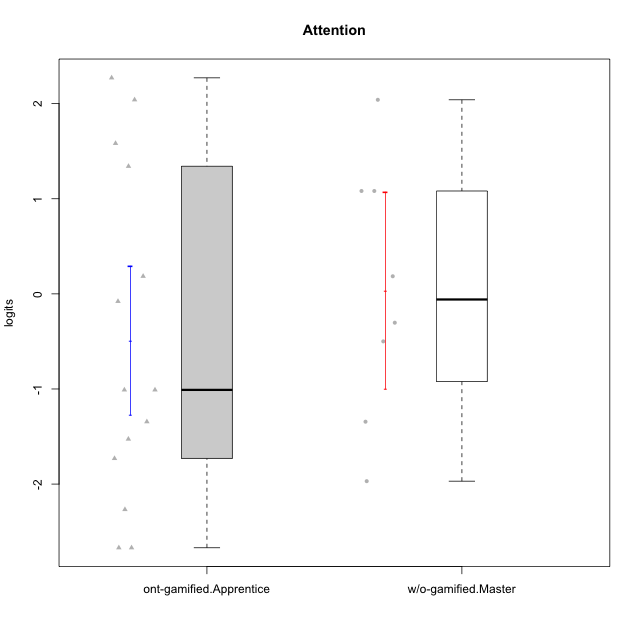 Attention
logits
2
1
0
-1
-2
ont-gamified.Apprentice
w/o-gamified.Master